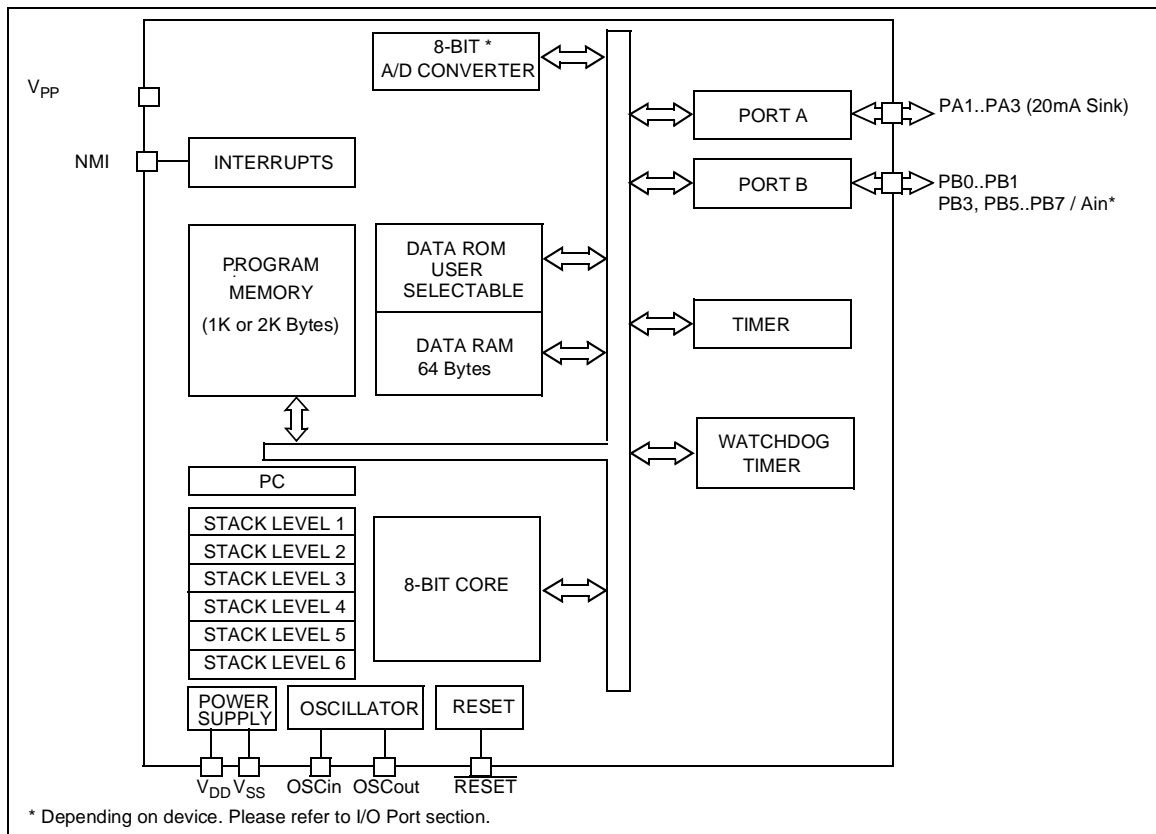 8-BIT *
A/D CONVERTER
VPP
PORT A
PA1..PA3 (20mA Sink)
NMI
INTERRUPTS
PORT B
PB0..PB1
PB3, PB5..PB7 / Ain*
PROGRAM
MEMORY
(1K or 2K Bytes)
DATA ROM
USER
SELECTABLE
DATA RAM
64 Bytes
TIMER
WATCHDOG
TIMER
PC
STACK LEVEL 1
STACK LEVEL 2
STACK LEVEL 3
STACK LEVEL 4
STACK LEVEL 5
STACK LEVEL 6
8-BIT CORE
POWER
SUPPLY
OSCILLATOR
RESET
VDD VSS OSCin OSCout RESET
* Depending on device. Please refer to I/O Port section.